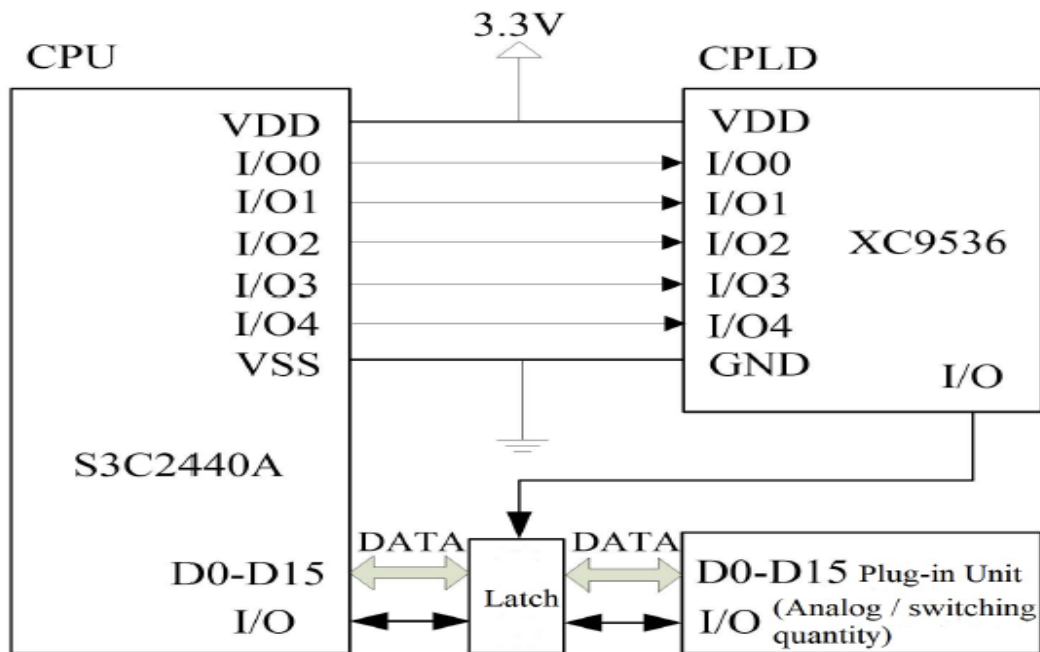 3.3V
CPU
CPLD
VDD
I/O0
I/O1
I/O2
I/O3
I/O4
VSS
S3C2440A
D0-D15
I/O
VDD
I/O0
I/O1
I/O2
I/O3
I/O4
GND
XC9536
I/O
DATA
Latch
DATA
D0-D15 Plug-in Unit
I/O (Analog / switching
quantity)